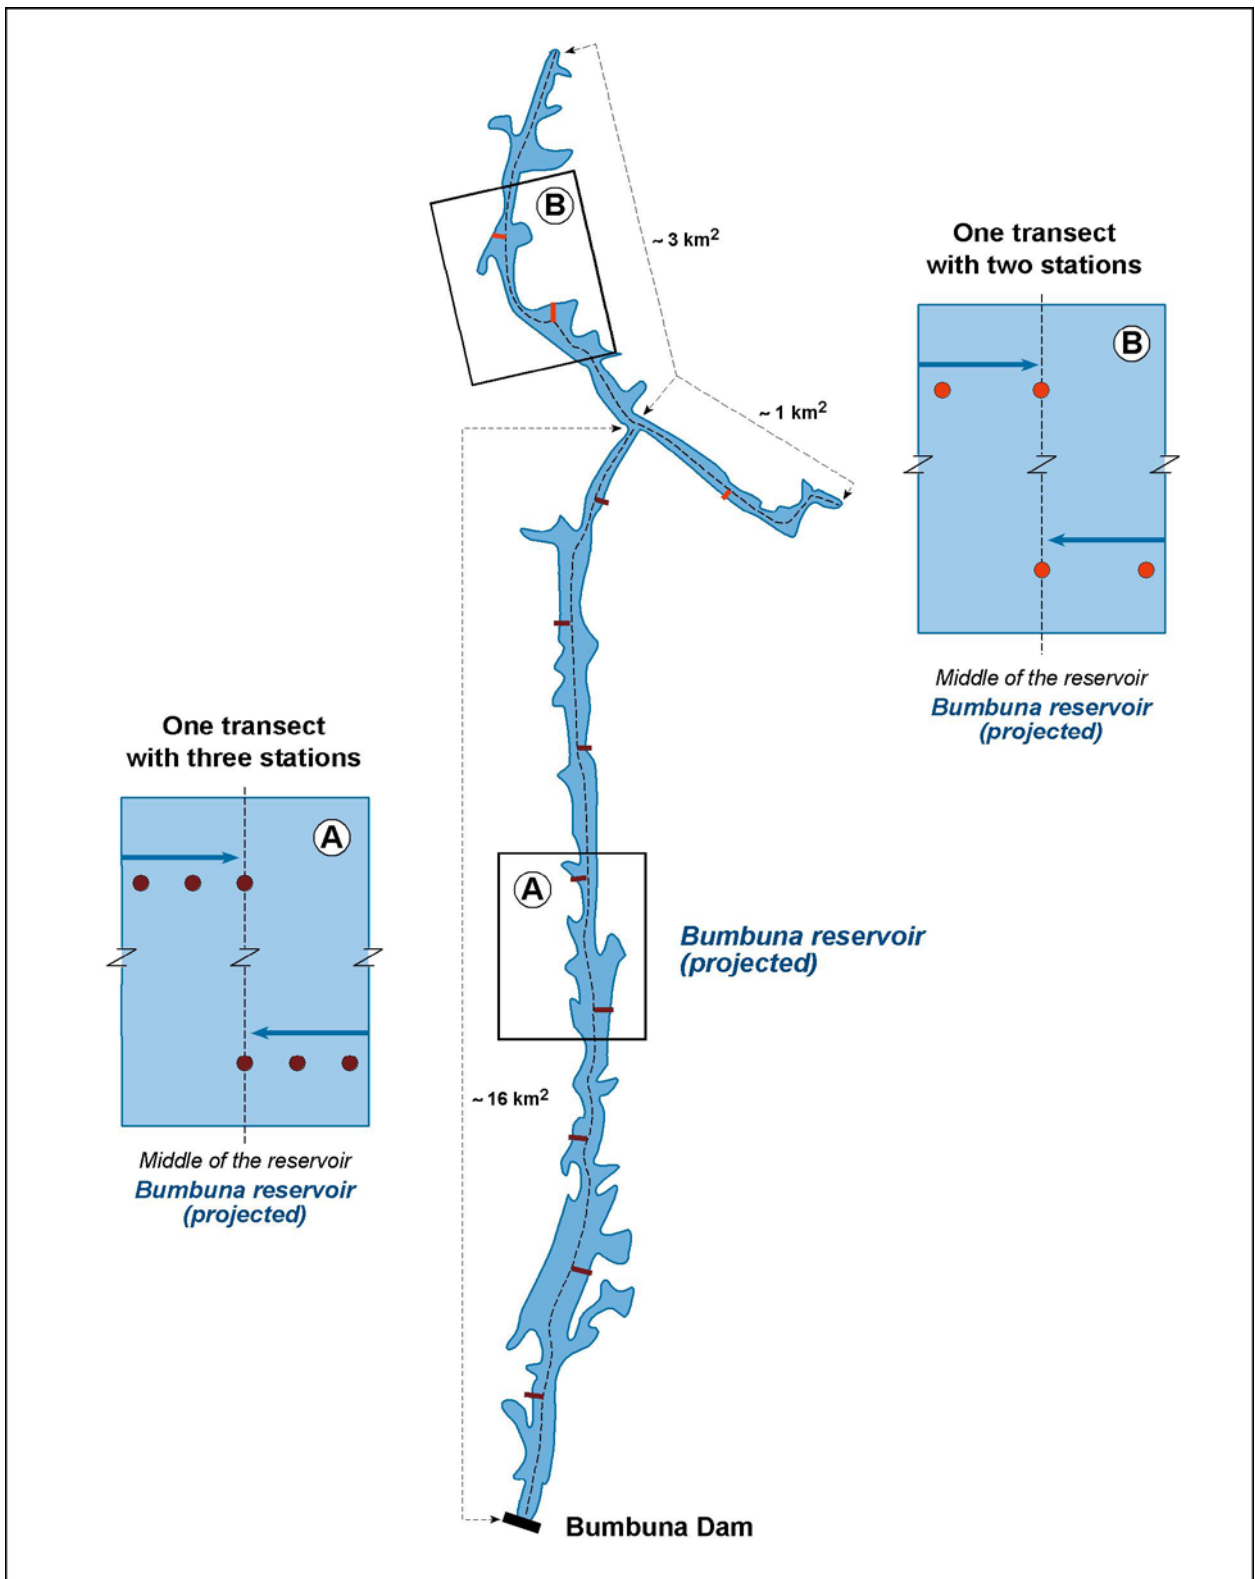 B
~ 3 km²
One transect
with two stations
B
~ 1 km²
Middle of the reservoir
Bumbuna reservoir
(projected)
One transect
with three stations
A
A
Bumbuna reservoir
(projected)
~ 16 km²
Middle of the reservoir
Bumbuna reservoir
(projected)
Bumbuna Dam